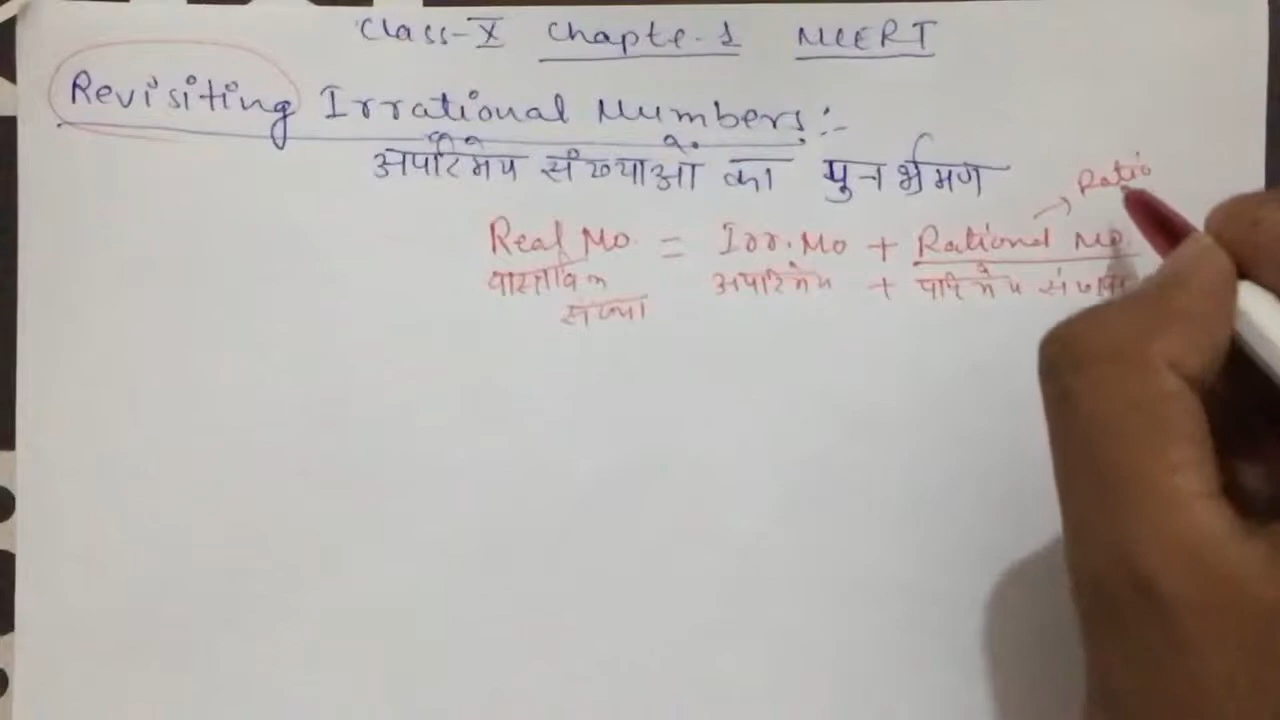 Class-X Chapte-1 NCERT
Revisiting Irrational Numbers:-
अपरिमेय संख्याओं का पुनर्भ्रमण
Ratio
Real No. = Irr. No + Rational No.
वास्तविक अपरिमेय + परिमेय संख्या
संख्या